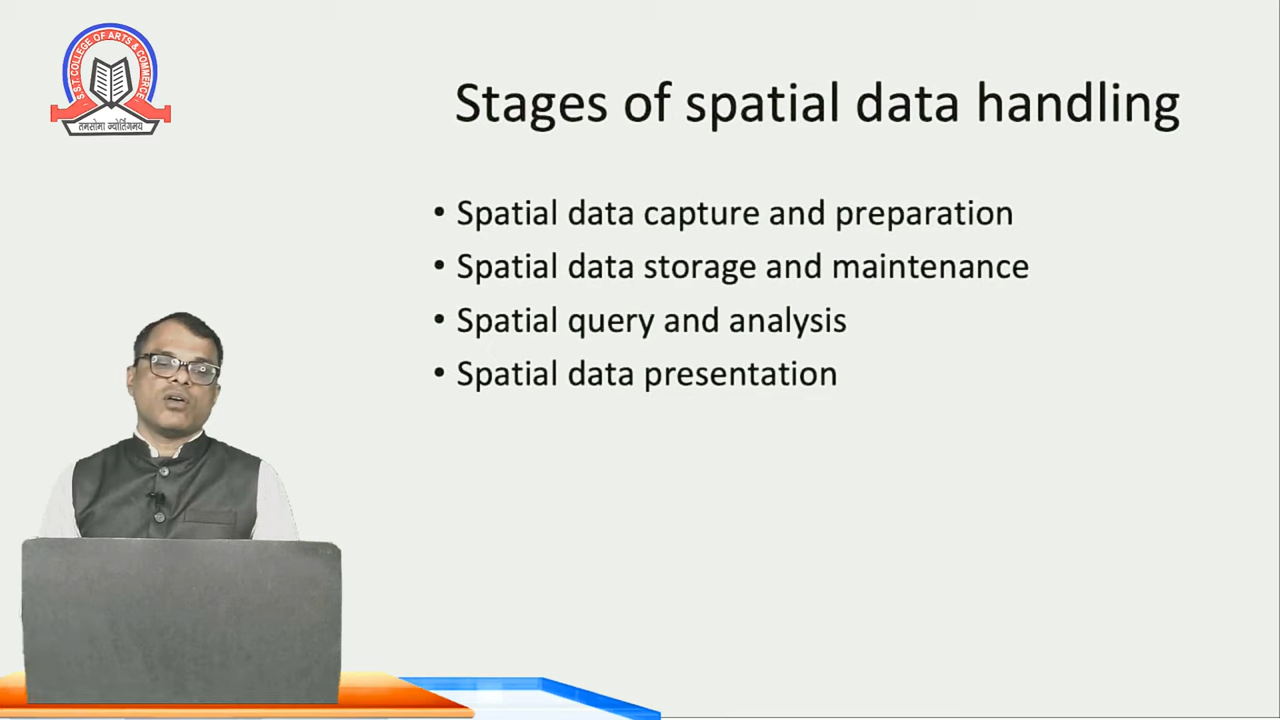 S.S.T. COLLEGE OF ARTS & COMMERCE
तमसोमा ज्योर्तिगमय
Stages of spatial data handling
• Spatial data capture and preparation
• Spatial data storage and maintenance
• Spatial query and analysis
• Spatial data presentation